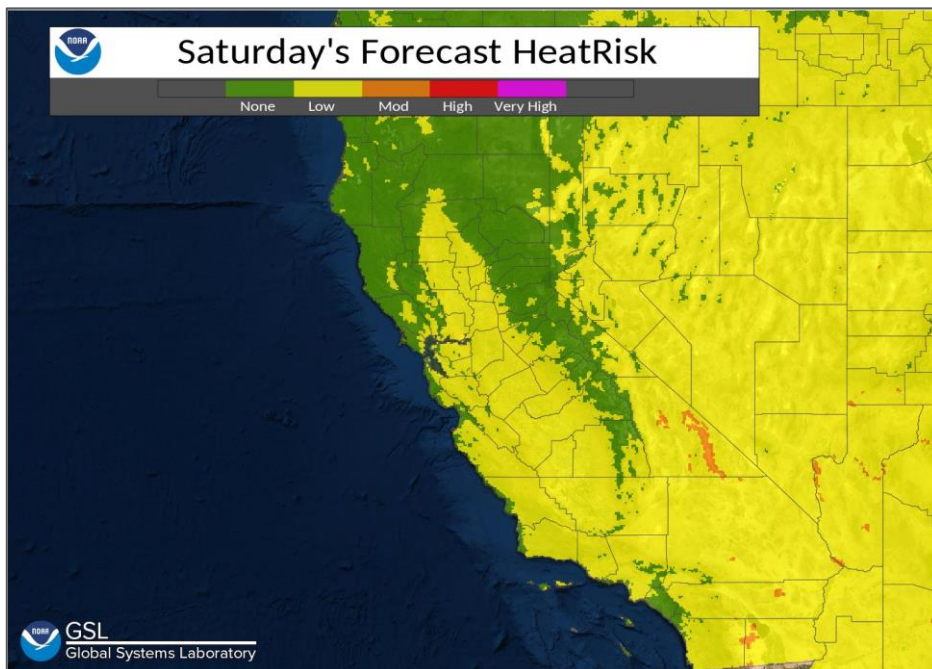 NOAA
Saturday's Forecast HeatRisk
None Low Mod High Very High
NOAA
GSL
Global Systems Laboratory